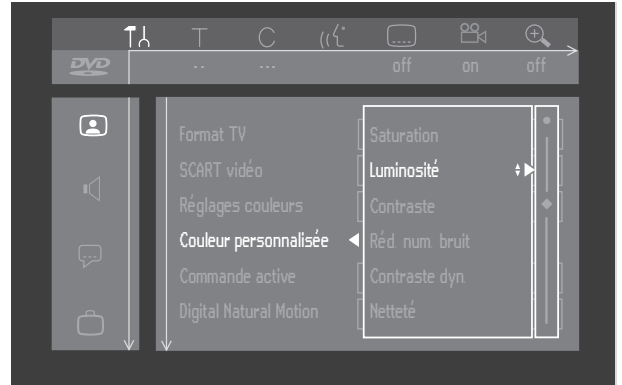 T C
DVD -- --- off on off
Format TV
SCART vidéo
Réglages couleurs
Couleur personnalisée
Commande active
Digital Natural Motion
Saturation
Luminosité
Contraste
Réd. num. bruit
Contraste dyn.
Netteté